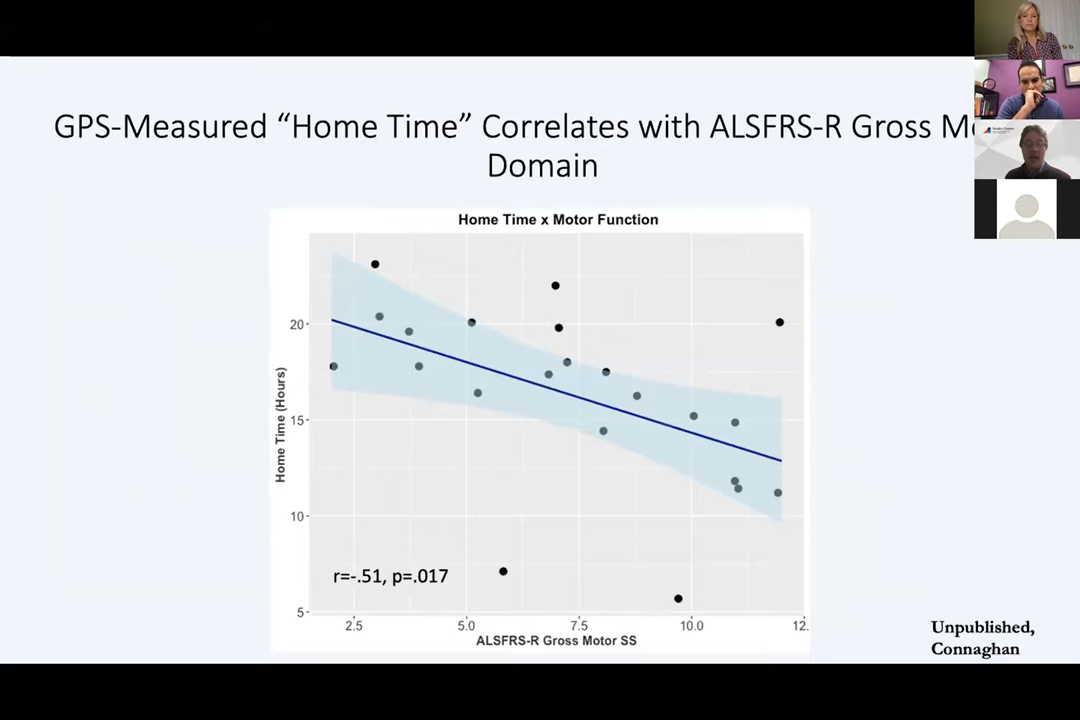 GPS-Measured “Home Time” Correlates with ALSFRS-R Gross
Domain
Home Time x Motor Function
Home Time (Hours)
20
15
10
5
r=-.51, p=.017
2.5 5.0 7.5 10.0 12.
ALSFRS-R Gross Motor SS
Unpublished,
Connaghan